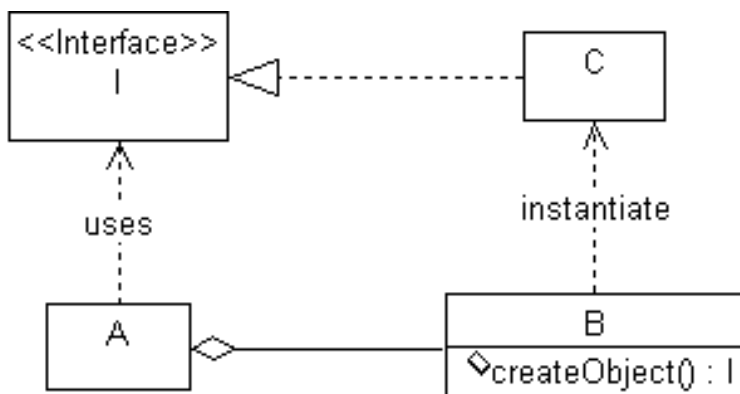 <<Interface>>
I
C
uses
instantiate
A
B
createObject() : I